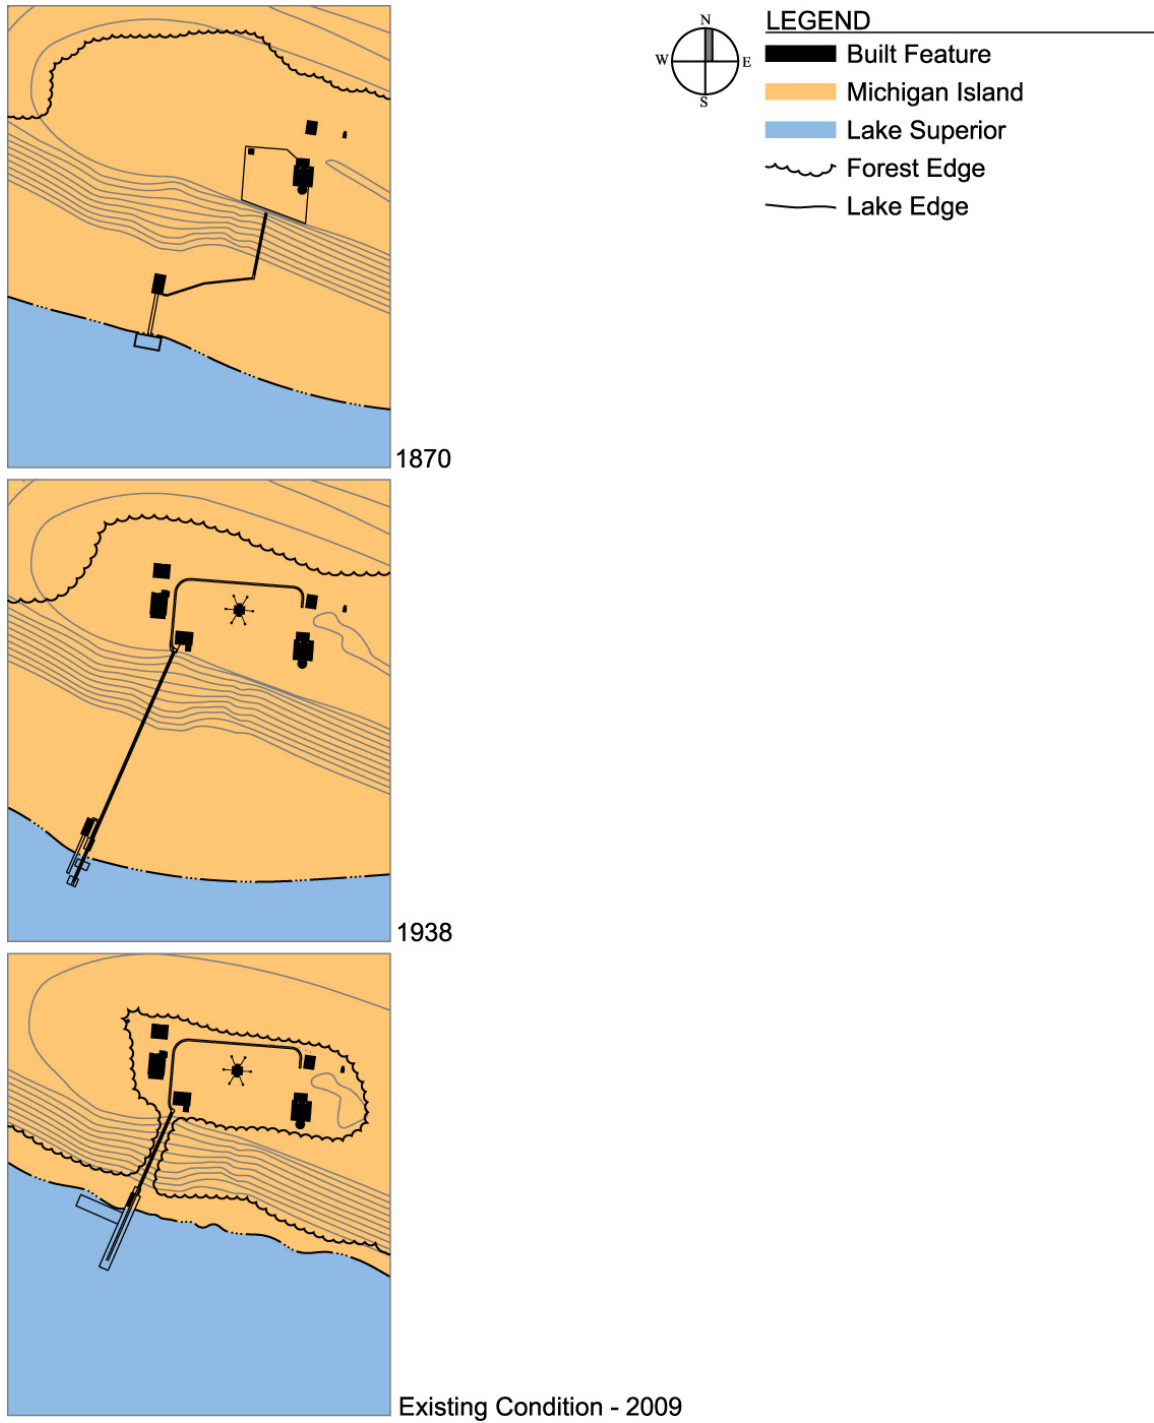 N
W E
S
LEGEND
Built Feature
Michigan Island
Lake Superior
Forest Edge
Lake Edge
1870
1938
Existing Condition - 2009